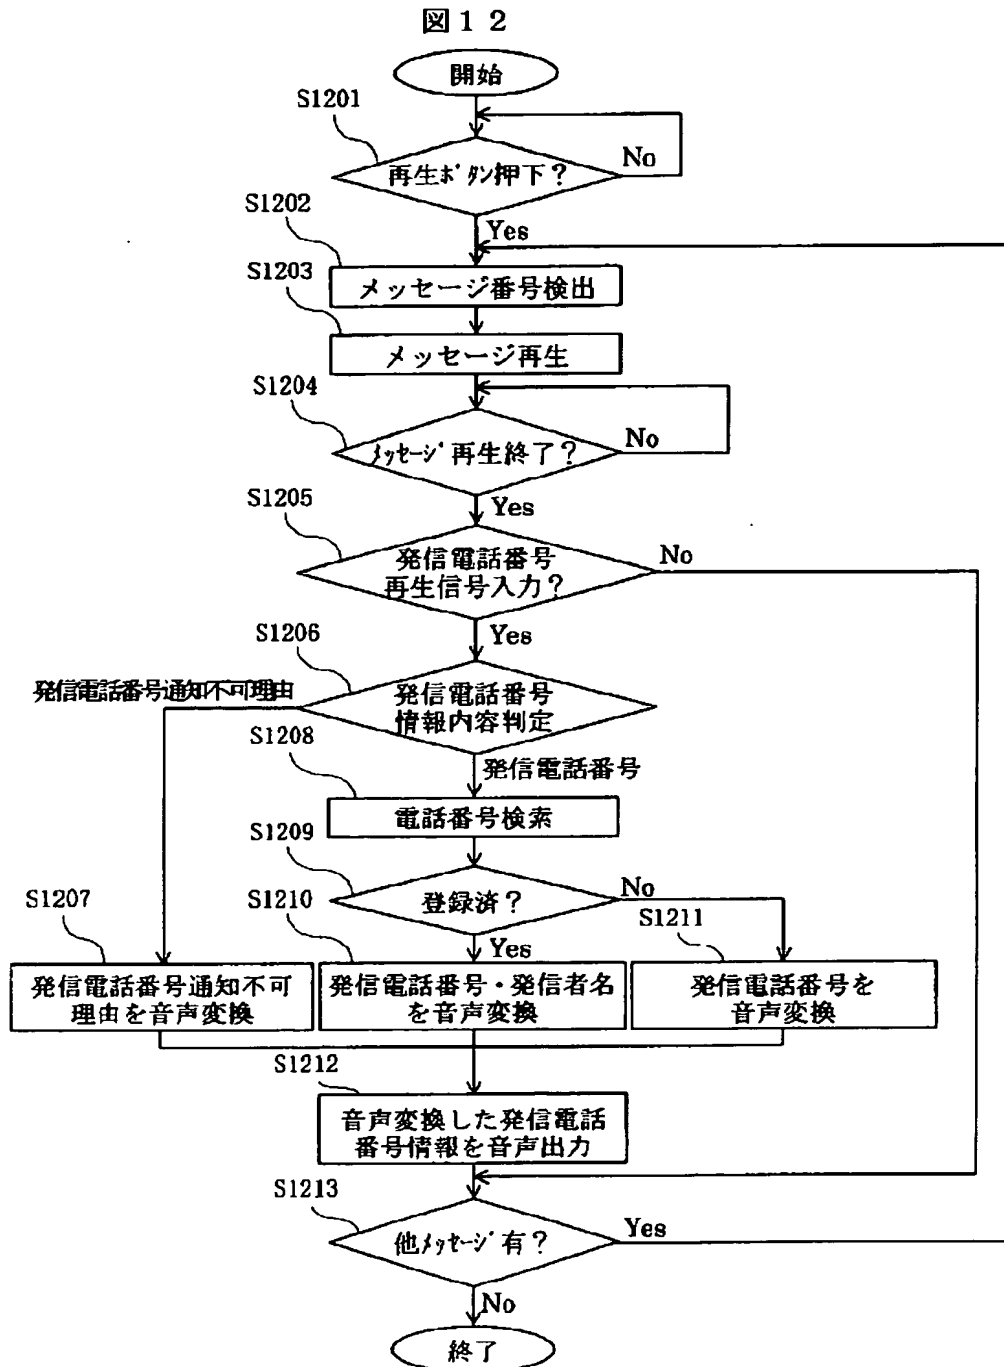 図１２
開始
S1201
再生ボタン押下？
No
S1202
Yes
S1203
メッセージ番号検出
メッセージ再生
S1204
メッセージ再生終了？
No
S1205
Yes
発信電話番号
再生信号入力？
No
S1206
Yes
発信電話番号通知不可理由
発信電話番号
情報内容判定
S1208
発信電話番号
電話番号検索
S1209
登録済？
No
S1207
S1210
Yes
S1211
発信電話番号通知不可
理由を音声変換
発信電話番号・発信者名
を音声変換
発信電話番号を
音声変換
S1212
音声変換した発信電話
番号情報を音声出力
S1213
他メッセージ有？
Yes
No
終了